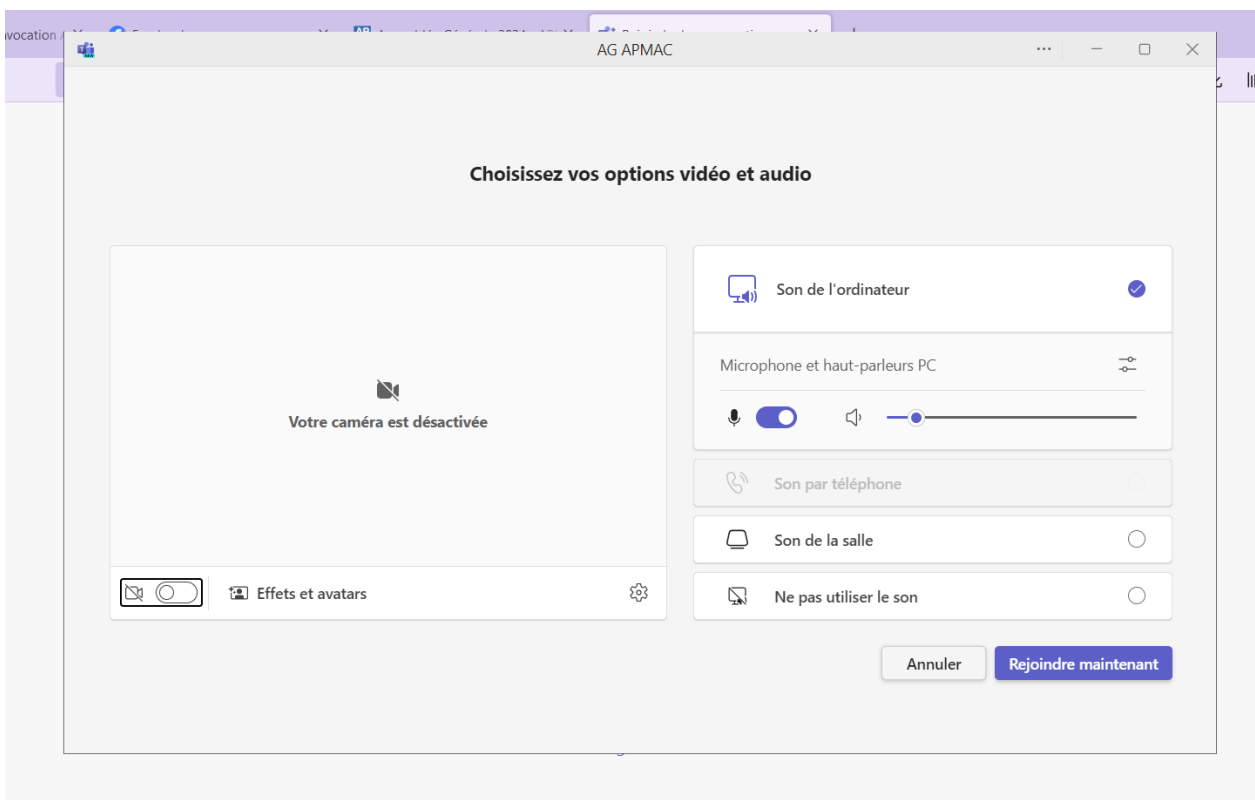 AG APMAC
Choisissez vos options vidéo et audio
Votre caméra est désactivée
Effets et avatars
Son de l'ordinateur
Microphone et haut-parleurs PC
Son par téléphone
Son de la salle
Ne pas utiliser le son
Annuler
Rejoindre maintenant